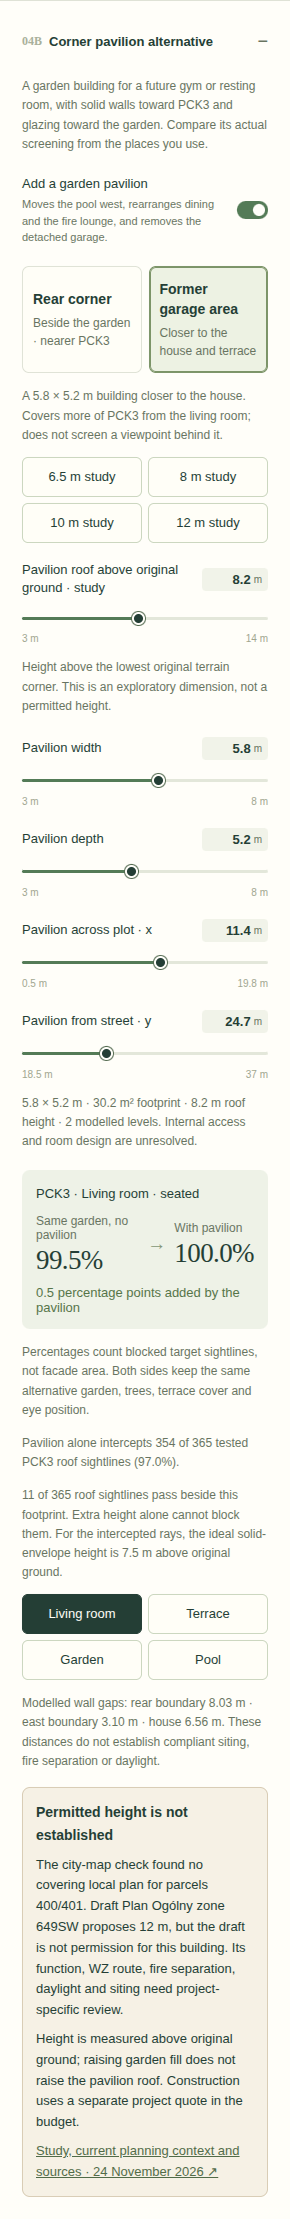 04B Corner pavilion alternative −
A garden building for a future gym or resting
room, with solid walls toward PCK3 and
glazing toward the garden. Compare its actual
screening from the places you use.
Add a garden pavilion
Moves the pool west, rearranges dining
and the fire lounge, and removes the
detached garage.
Rear corner
Beside the garden
· nearer PCK3
Former
garage area
Closer to the
house and terrace
A 5.8 × 5.2 m building closer to the house.
Covers more of PCK3 from the living room;
does not screen a viewpoint behind it.
6.5 m study
8 m study
10 m study
12 m study
Pavilion roof above original
ground · study
8.2 m
3 m
14 m
Height above the lowest original terrain
corner. This is an exploratory dimension, not a
permitted height.
Pavilion width
5.8 m
3 m
8 m
Pavilion depth
5.2 m
3 m
8 m
Pavilion across plot · x
11.4 m
0.5 m
19.8 m
Pavilion from street · y
24.7 m
18.5 m
37 m
5.8 × 5.2 m · 30.2 m² footprint · 8.2 m roof
height · 2 modelled levels. Internal access
and room design are unresolved.
PCK3 · Living room · seated
Same garden, no
pavilion
99.5%
→
With pavilion
100.0%
0.5 percentage points added by the
pavilion
Percentages count blocked target sightlines,
not facade area. Both sides keep the same
alternative garden, trees, terrace cover and
eye position.
Pavilion alone intercepts 354 of 365 tested
PCK3 roof sightlines (97.0%).
11 of 365 roof sightlines pass beside this
footprint. Extra height alone cannot block
them. For the intercepted rays, the ideal solid-
envelope height is 7.5 m above original
ground.
Living room
Terrace
Garden
Pool
Modelled wall gaps: rear boundary 8.03 m ·
east boundary 3.10 m · house 6.56 m. These
distances do not establish compliant siting,
fire separation or daylight.
Permitted height is not
established
The city-map check found no
covering local plan for parcels
400/401. Draft Plan Ogólny zone
649SW proposes 12 m, but the draft
is not permission for this building. Its
function, WZ route, fire separation,
daylight and siting need project-
specific review.
Height is measured above original
ground; raising garden fill does not
raise the pavilion roof. Construction
uses a separate project quote in the
budget.
Study, current planning context and
sources · 24 November 2026 ↗